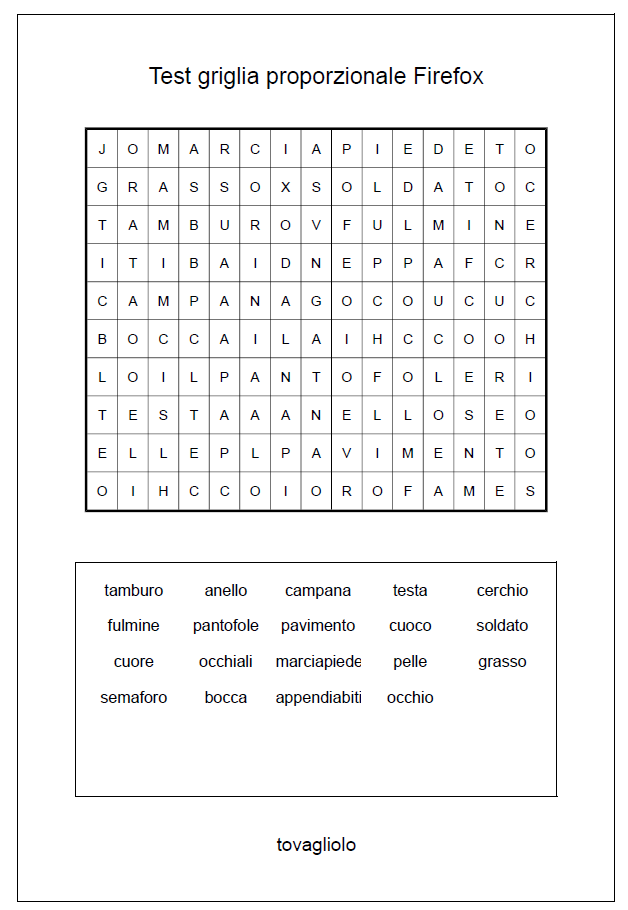 Test griglia proporzionale Firefox
J O M A R C I A P I E D E T O
G R A S S O X S O L D A T O C
T A M B U R O V F U L M I N E
I T I B A I D N E P P A F C R
C A M P A N A G O C O U C U C
B O C C A I L A I H C C O O H
L O I L P A N T O F O L E R I
T E S T A A A N E L L O S E O
E L L E P L P A V I M E N T O
O I H C C O I O R O F A M E S
tamburo anello campana testa cerchio
fulmine pantofole pavimento cuoco soldato
cuore occhiali marciapiede pelle grasso
semaforo bocca appendiabiti occhio
tovagliolo